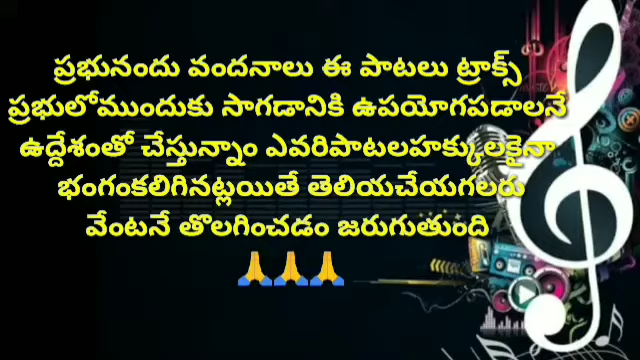 ప్రభునందు వందనాలు ఈ పాటలు ట్రాక్స్
ప్రభులోముందుకు సాగడానికి ఉపయోగపడాలనే
ఉద్దేశంతో చేస్తున్నాం ఎవరిపాటలహక్కులకైనా
భంగంకలిగినట్లయితే తెలియచేయగలరు
వేంటనే తొలగించడం జరుగుతుంది
🙏🙏🙏